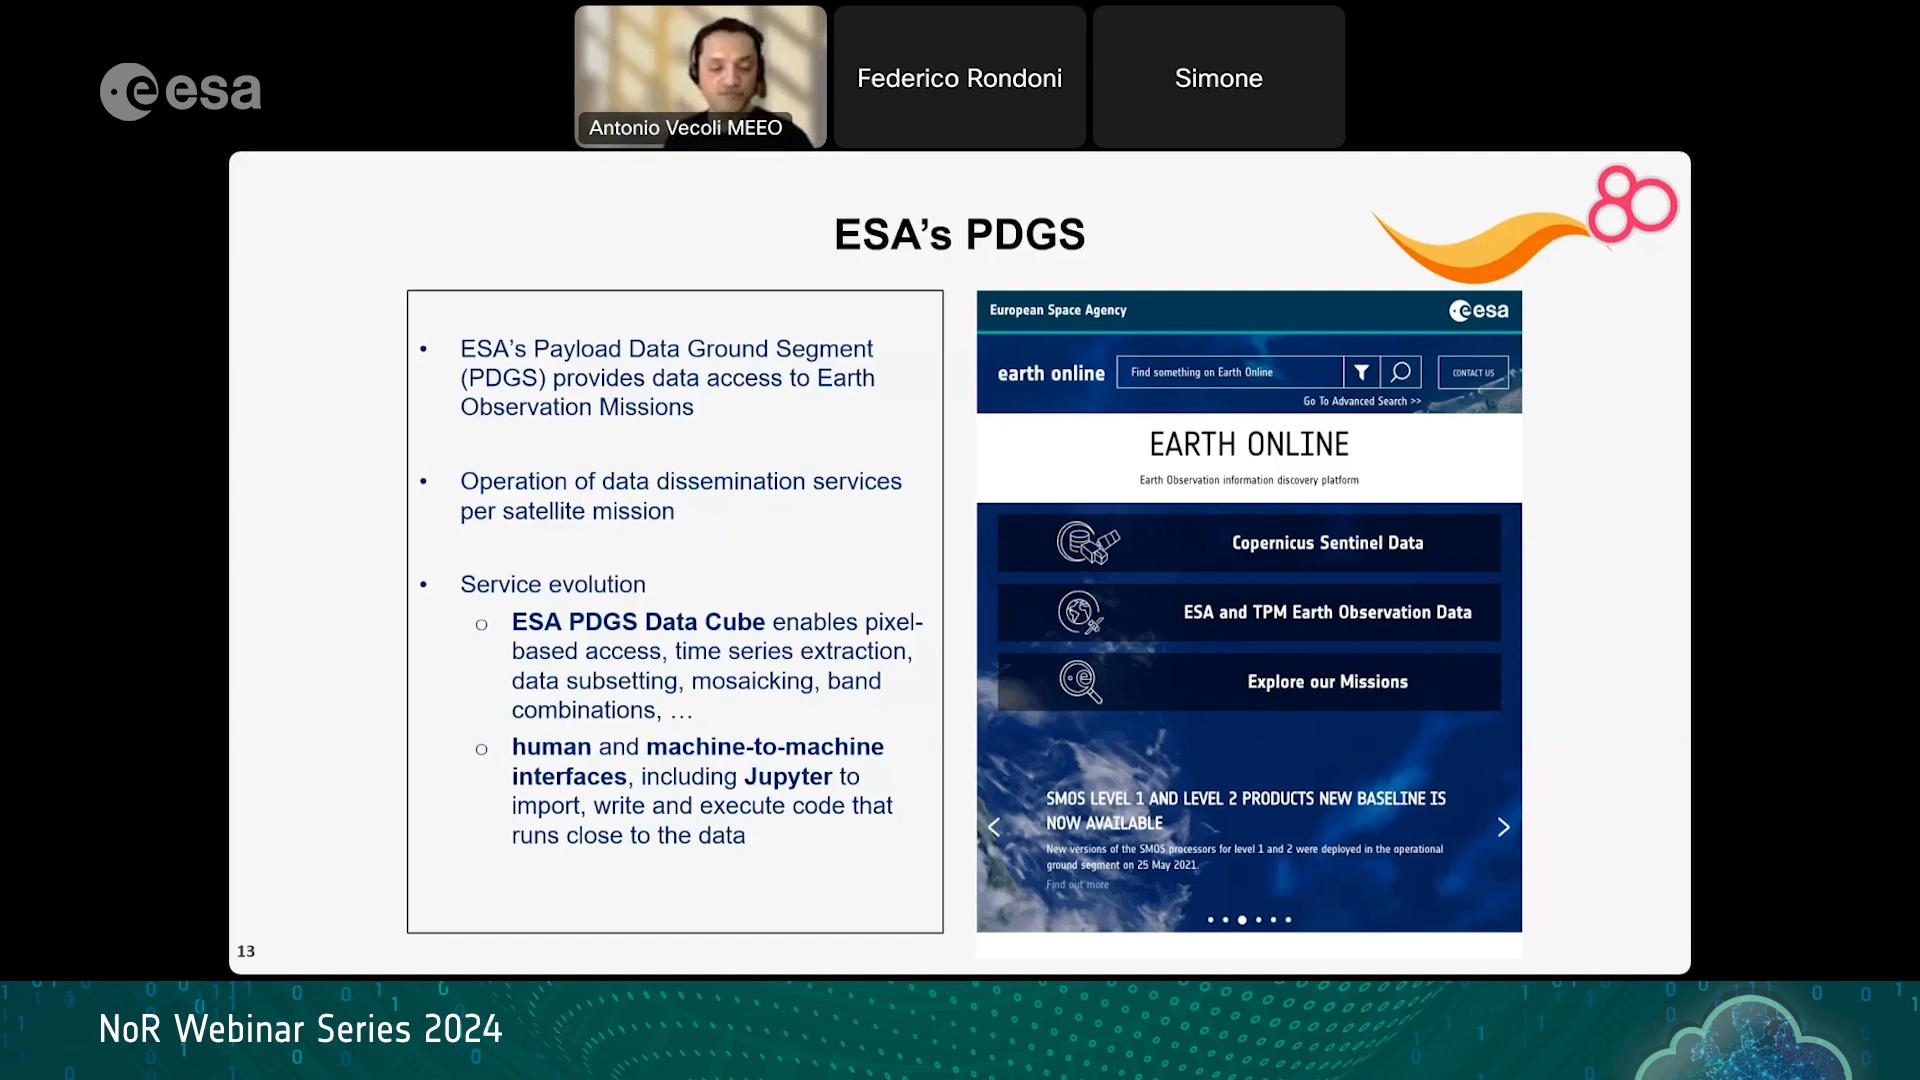 esa
Antonio Vecoli MEEO
Federico Rondoni
Simone
ESA's PDGS
• ESA's Payload Data Ground Segment
(PDGS) provides data access to Earth
Observation Missions
• Operation of data dissemination services
per satellite mission
• Service evolution
○ ESA PDGS Data Cube enables pixel-
based access, time series extraction,
data subsetting, mosaicking, band
combinations, …
○ human and machine-to-machine
interfaces, including Jupyter to
import, write and execute code that
runs close to the data
European Space Agency
esa
earth online
Find something on Earth Online
CONTACT US
Go To Advanced Search >>
EARTH ONLINE
Earth Observation information discovery platform
Copernicus Sentinel Data
ESA and TPM Earth Observation Data
Explore our Missions
SMOS LEVEL 1 AND LEVEL 2 PRODUCTS NEW BASELINE IS
NOW AVAILABLE
New versions of the SMOS processors for level 1 and 2 were deployed in the operational
ground segment on 25 May 2021.
Find out more
13
NoR Webinar Series 2024